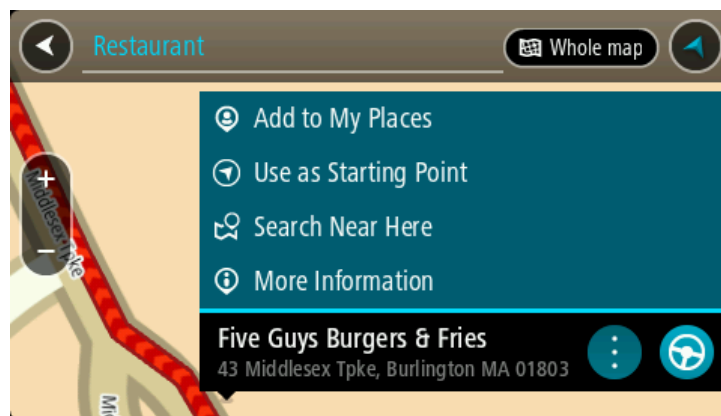 Restaurant
Whole map
Add to My Places
Use as Starting Point
Search Near Here
More Information
Five Guys Burgers & Fries
43 Middlesex Tpke, Burlington MA 01803
+
Middlesex Tpke
−